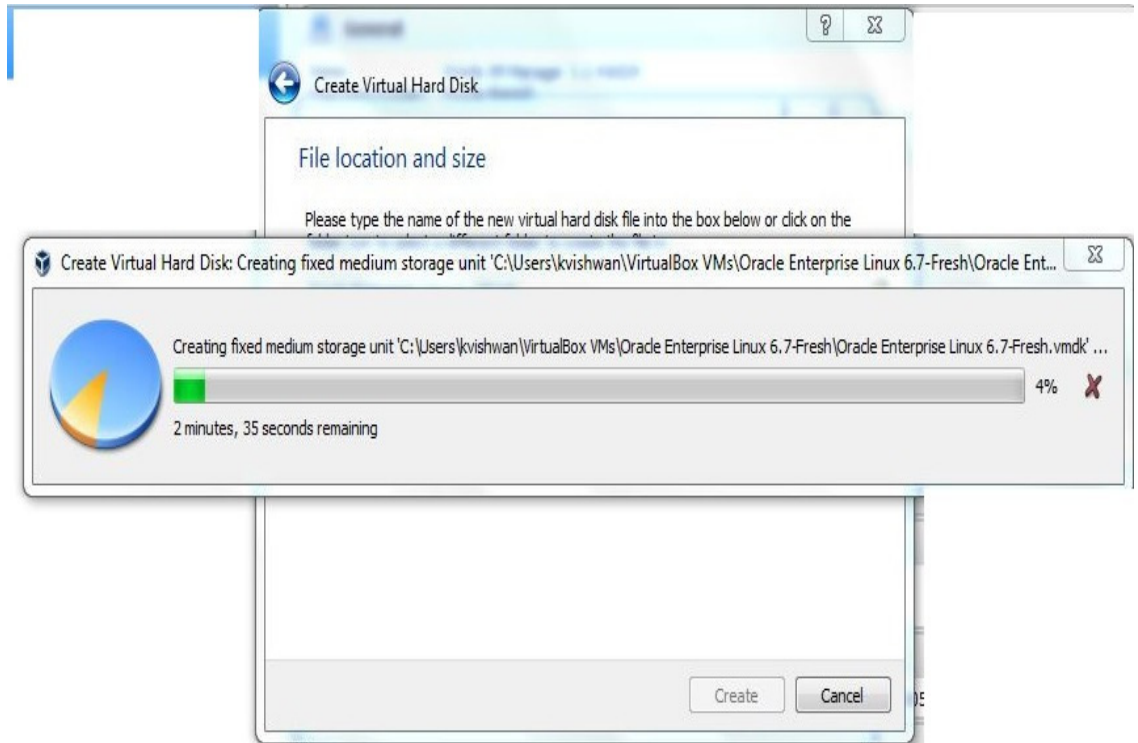 General
Create Virtual Hard Disk
File location and size
Please type the name of the new virtual hard disk file into the box below or click on the
Create Virtual Hard Disk: Creating fixed medium storage unit 'C:\Users\kvishwan\VirtualBox VMs\Oracle Enterprise Linux 6.7-Fresh\Oracle Ent...
Creating fixed medium storage unit 'C:\Users\kvishwan\VirtualBox VMs\Oracle Enterprise Linux 6.7-Fresh\Oracle Enterprise Linux 6.7-Fresh.vmdk' ...
4%
2 minutes, 35 seconds remaining
Create
Cancel